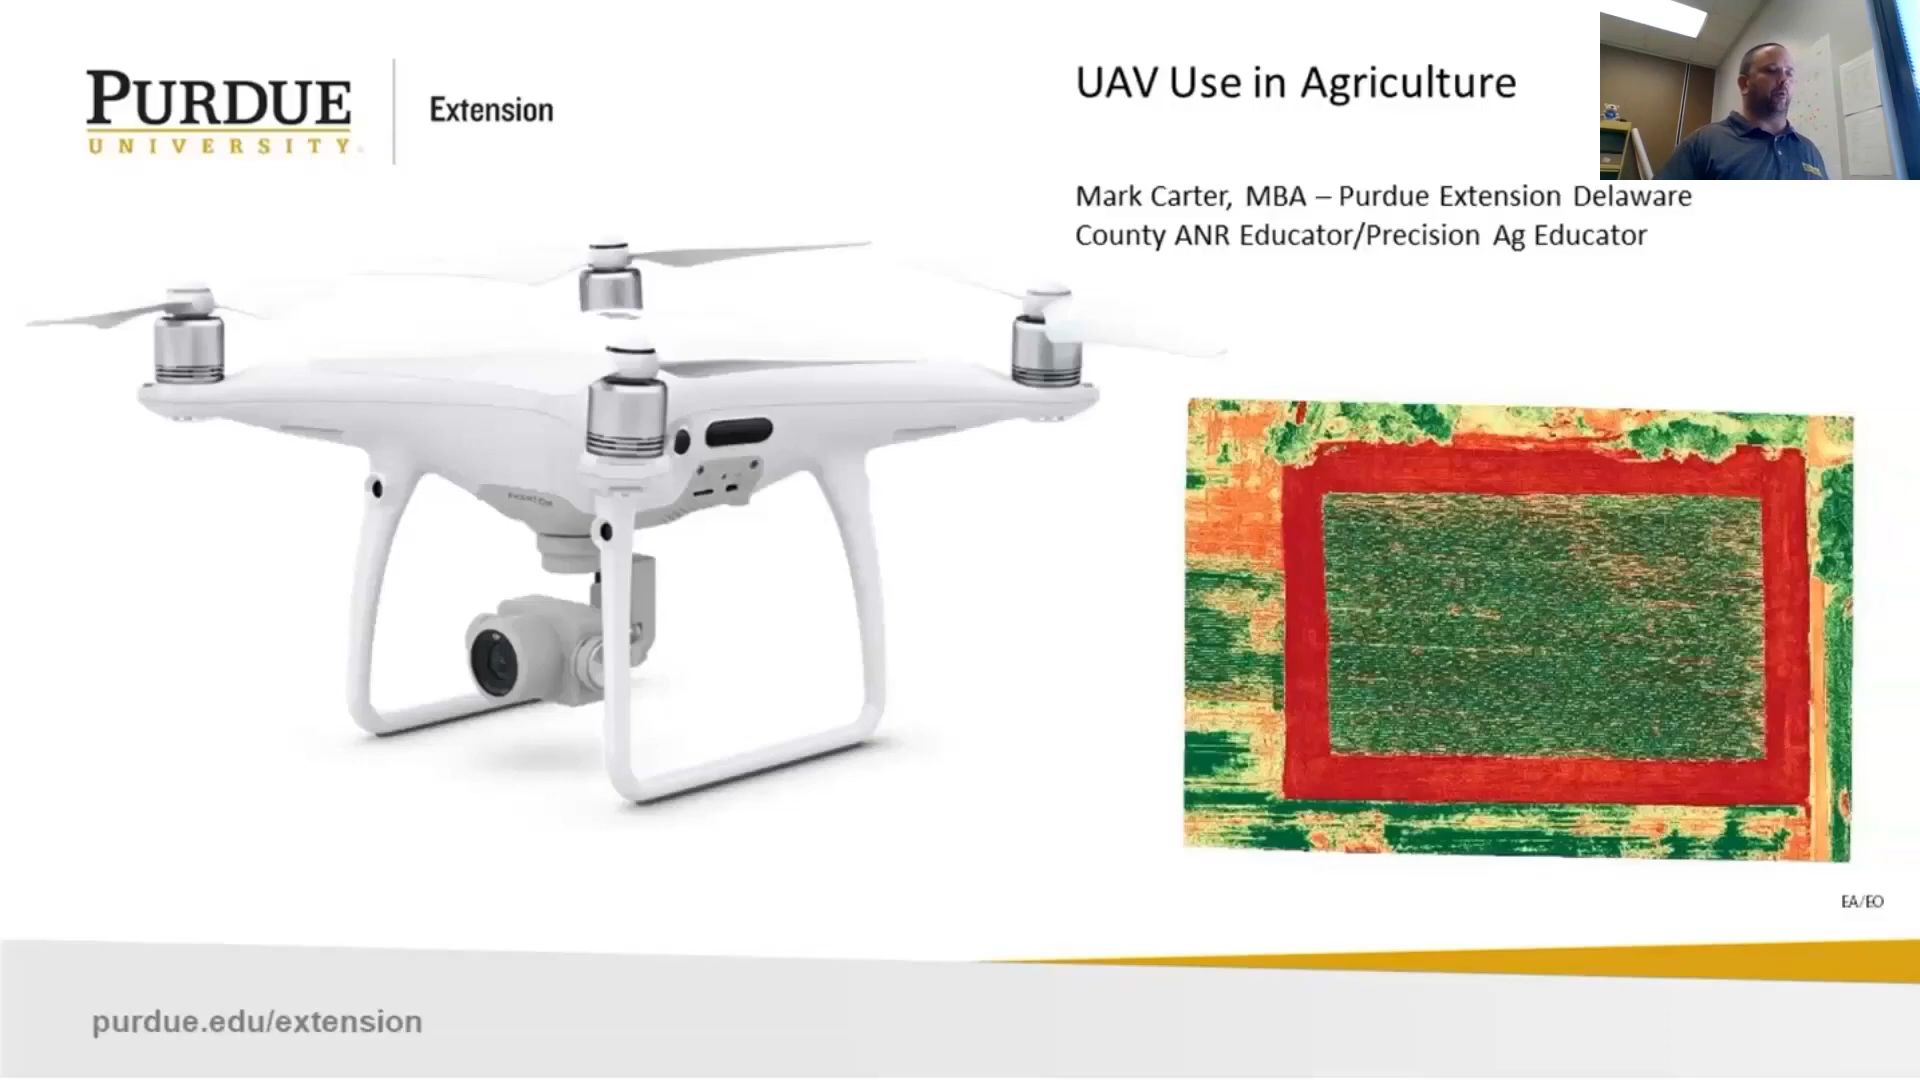 PURDUE
UNIVERSITY
Extension
UAV Use in Agriculture
Mark Carter, MBA – Purdue Extension Delaware
County ANR Educator/Precision Ag Educator
EA/EO
purdue.edu/extension